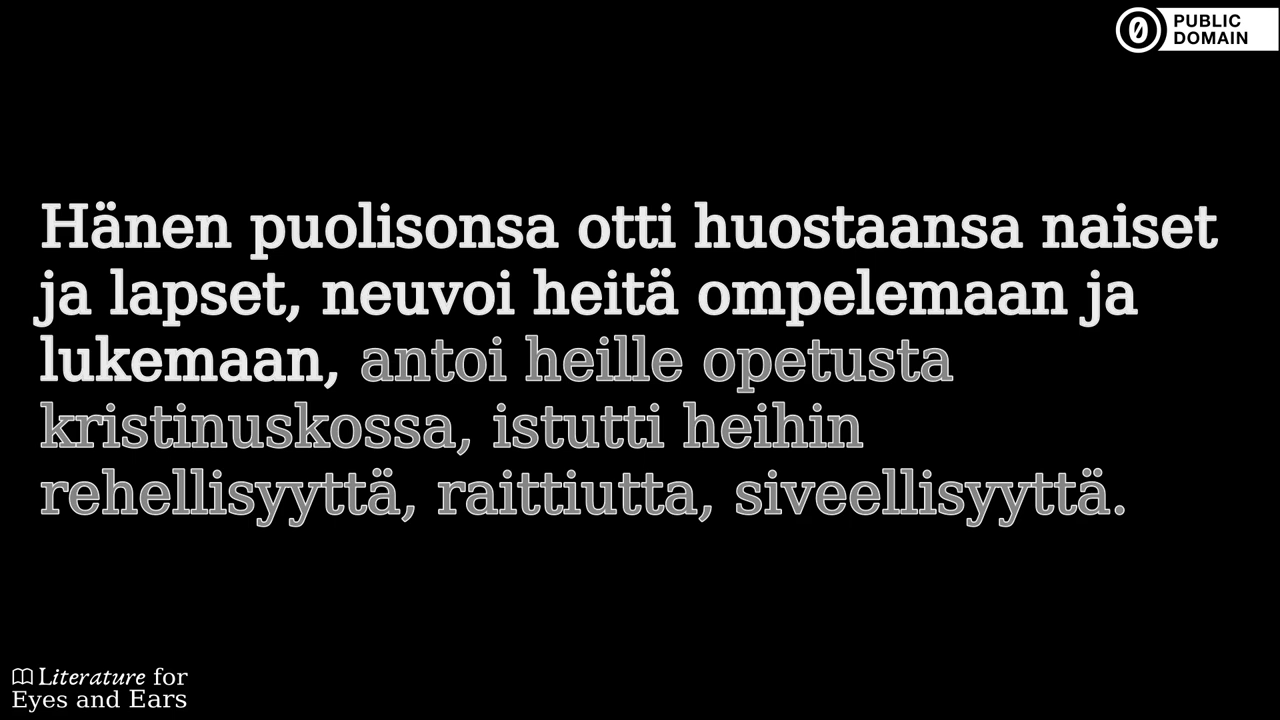 PUBLIC
DOMAIN
Hänen puolisonsa otti huostaansa naiset
ja lapset, neuvoi heitä ompelemaan ja
lukemaan, antoi heille opetusta
kristinuskossa, istutti heihin
rehellisyyttä, raittiutta, siveellisyyttä.
Literature for
Eyes and Ears